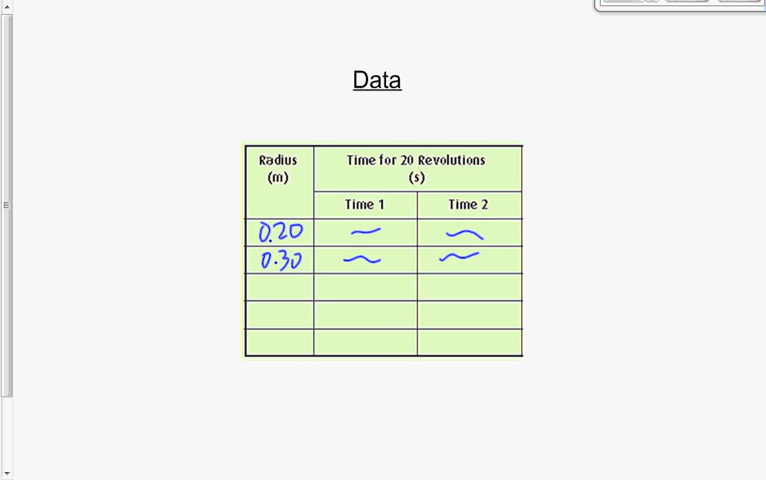 Data
Radius (m) Time for 20 Revolutions (s)
Time 1 Time 2
0.20 ~ ~
0.30 ~ ~